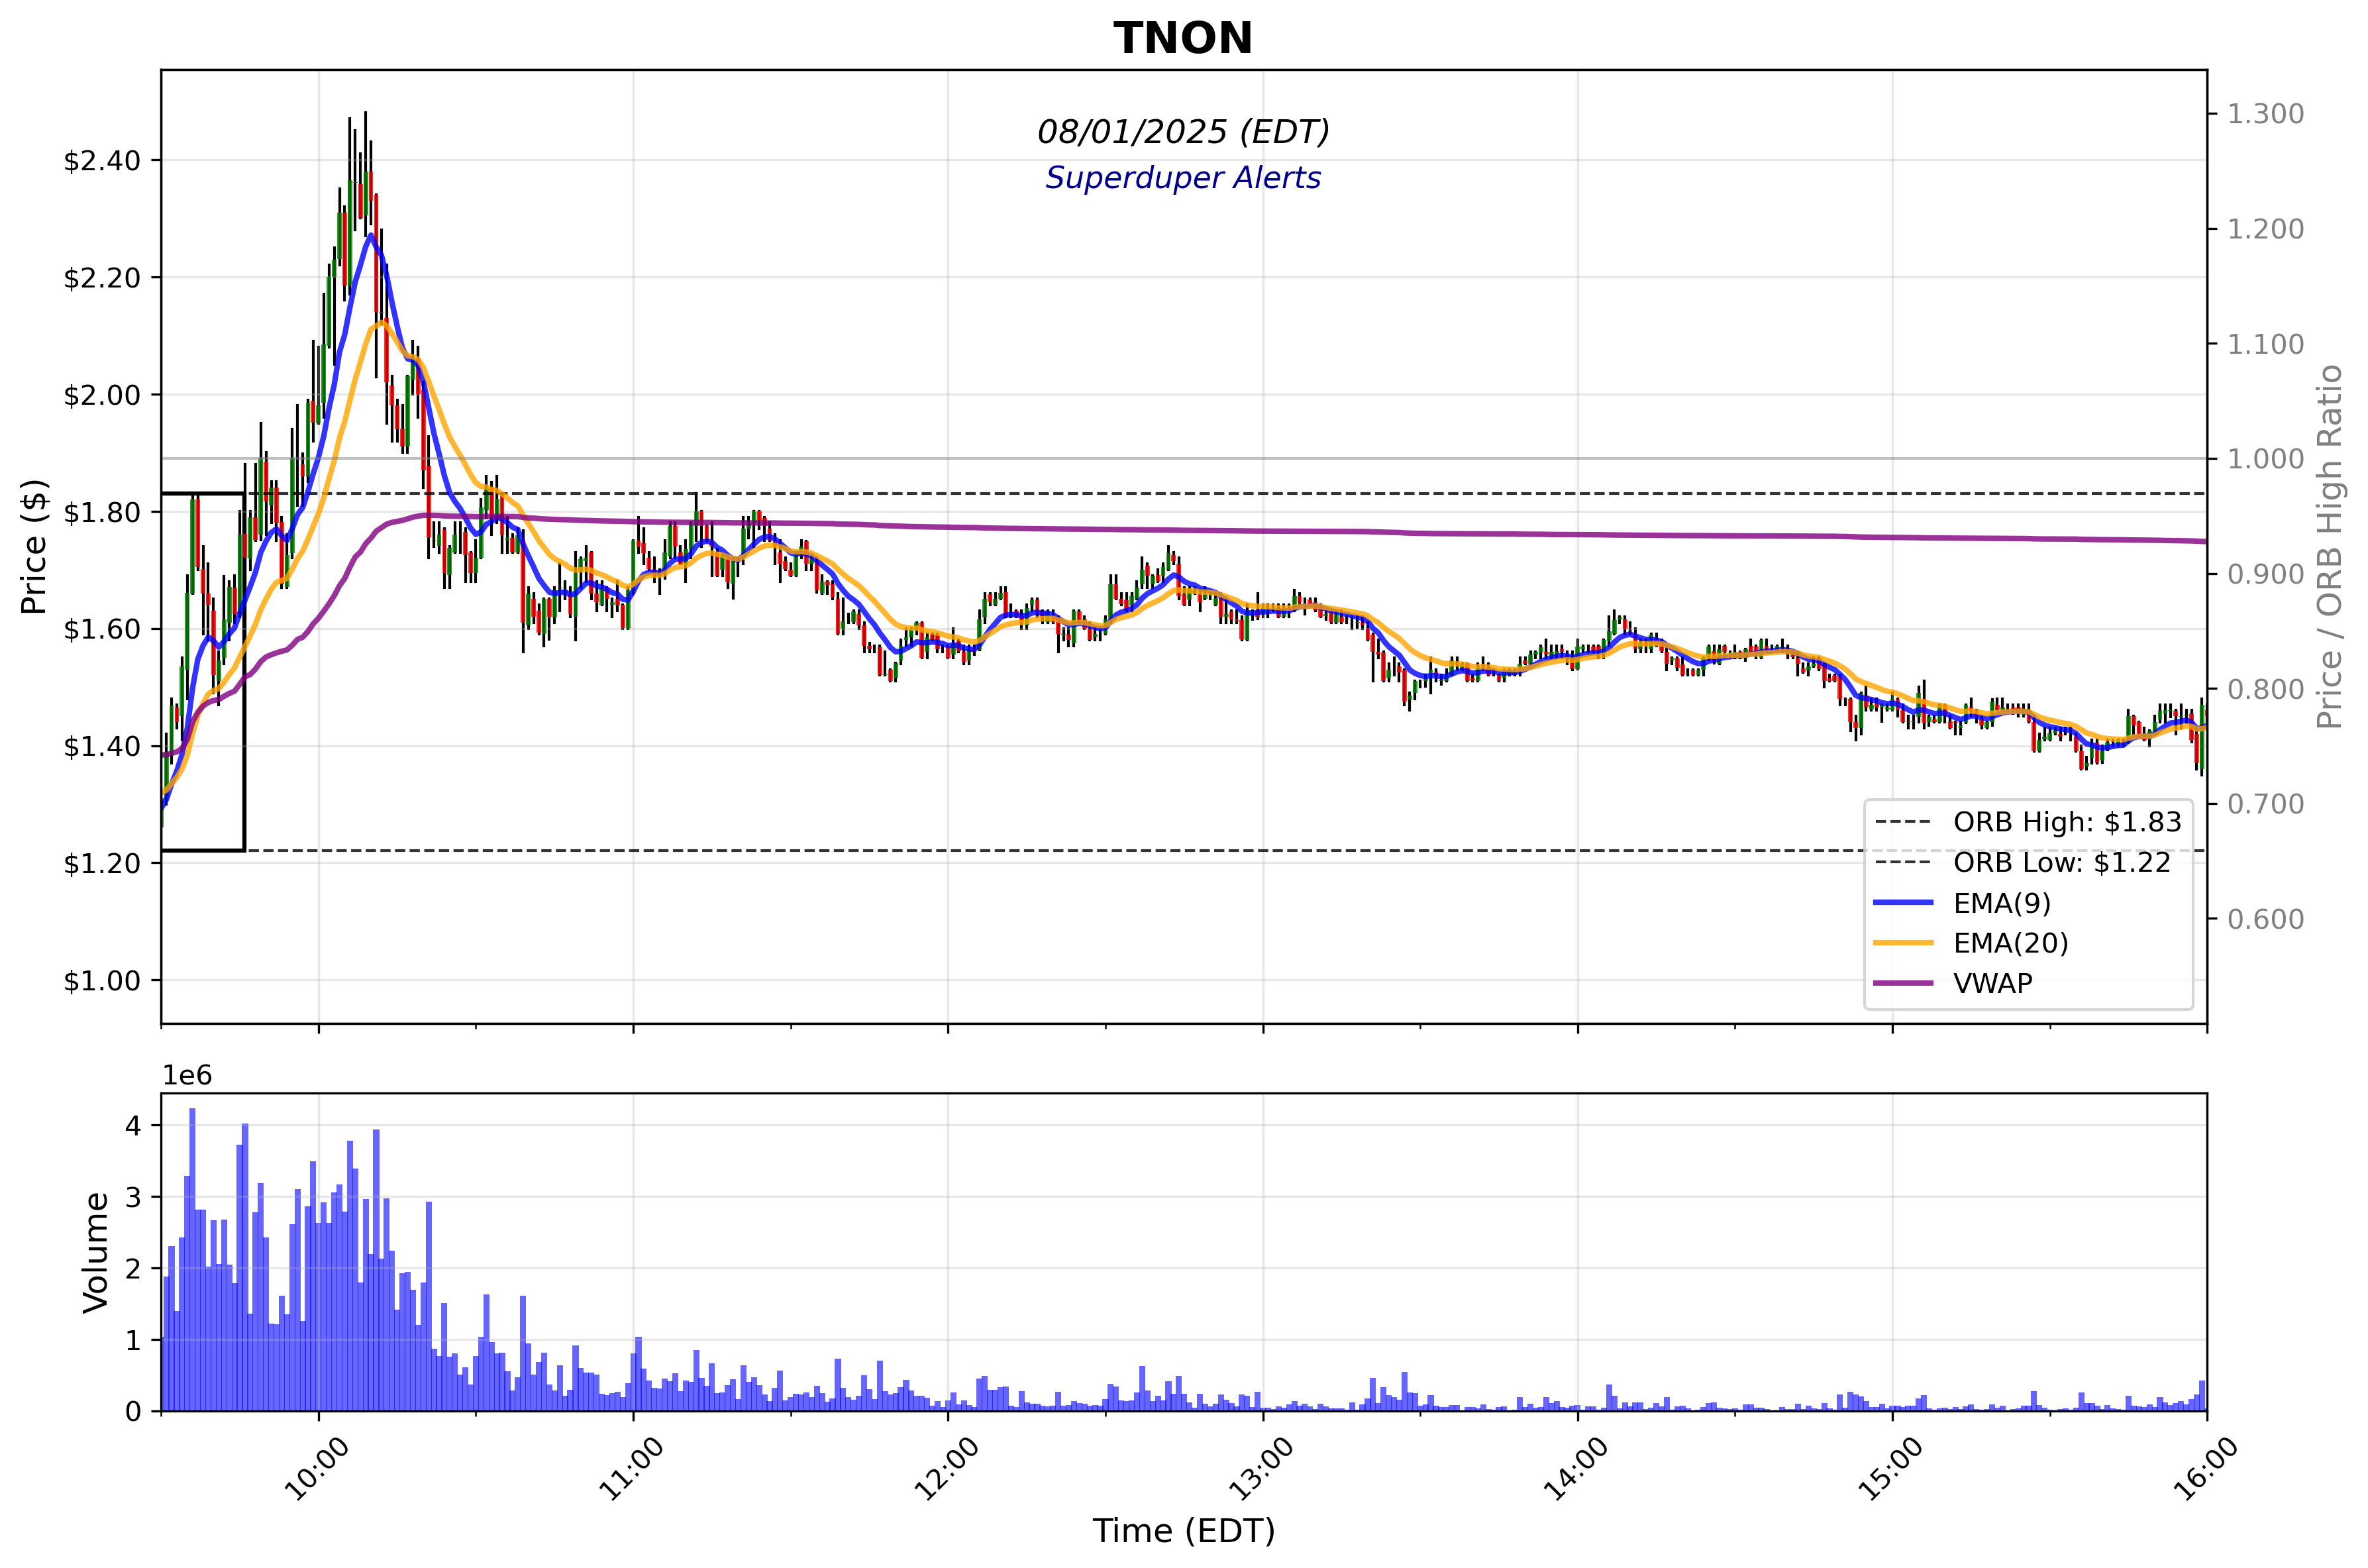 TNON
08/01/2025 (EDT)
Superduper Alerts
Price ($)
$2.40
$2.20
$2.00
$1.80
$1.60
$1.40
$1.20
$1.00
1.300
1.200
1.100
1.000
0.900
0.800
0.700
0.600
Price / ORB High Ratio
ORB High: $1.83
ORB Low: $1.22
EMA(9)
EMA(20)
VWAP
1e6
Volume
4
3
2
1
0
10:00
11:00
12:00
13:00
14:00
15:00
16:00
Time (EDT)